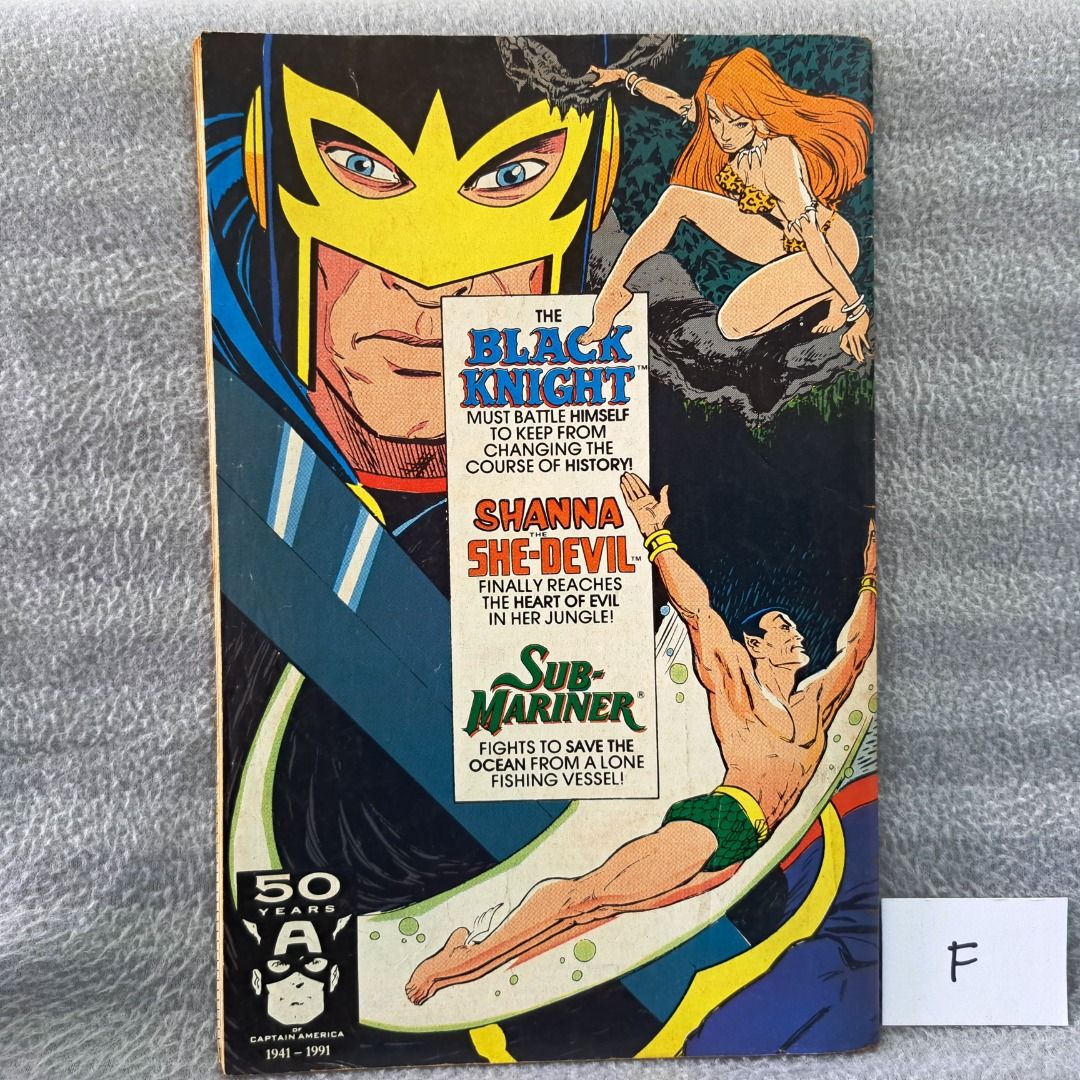 THE
BLACK
KNIGHT™
MUST BATTLE HIMSELF
TO KEEP FROM
CHANGING THE
COURSE OF HISTORY!
SHANNA
THE
SHE-DEVIL™
FINALLY REACHES
THE HEART OF EVIL
IN HER JUNGLE!
SUB-
MARINER®
FIGHTS TO SAVE THE
OCEAN FROM A LONE
FISHING VESSEL!
50
YEARS
A
OF
CAPTAIN AMERICA
1941 – 1991
F